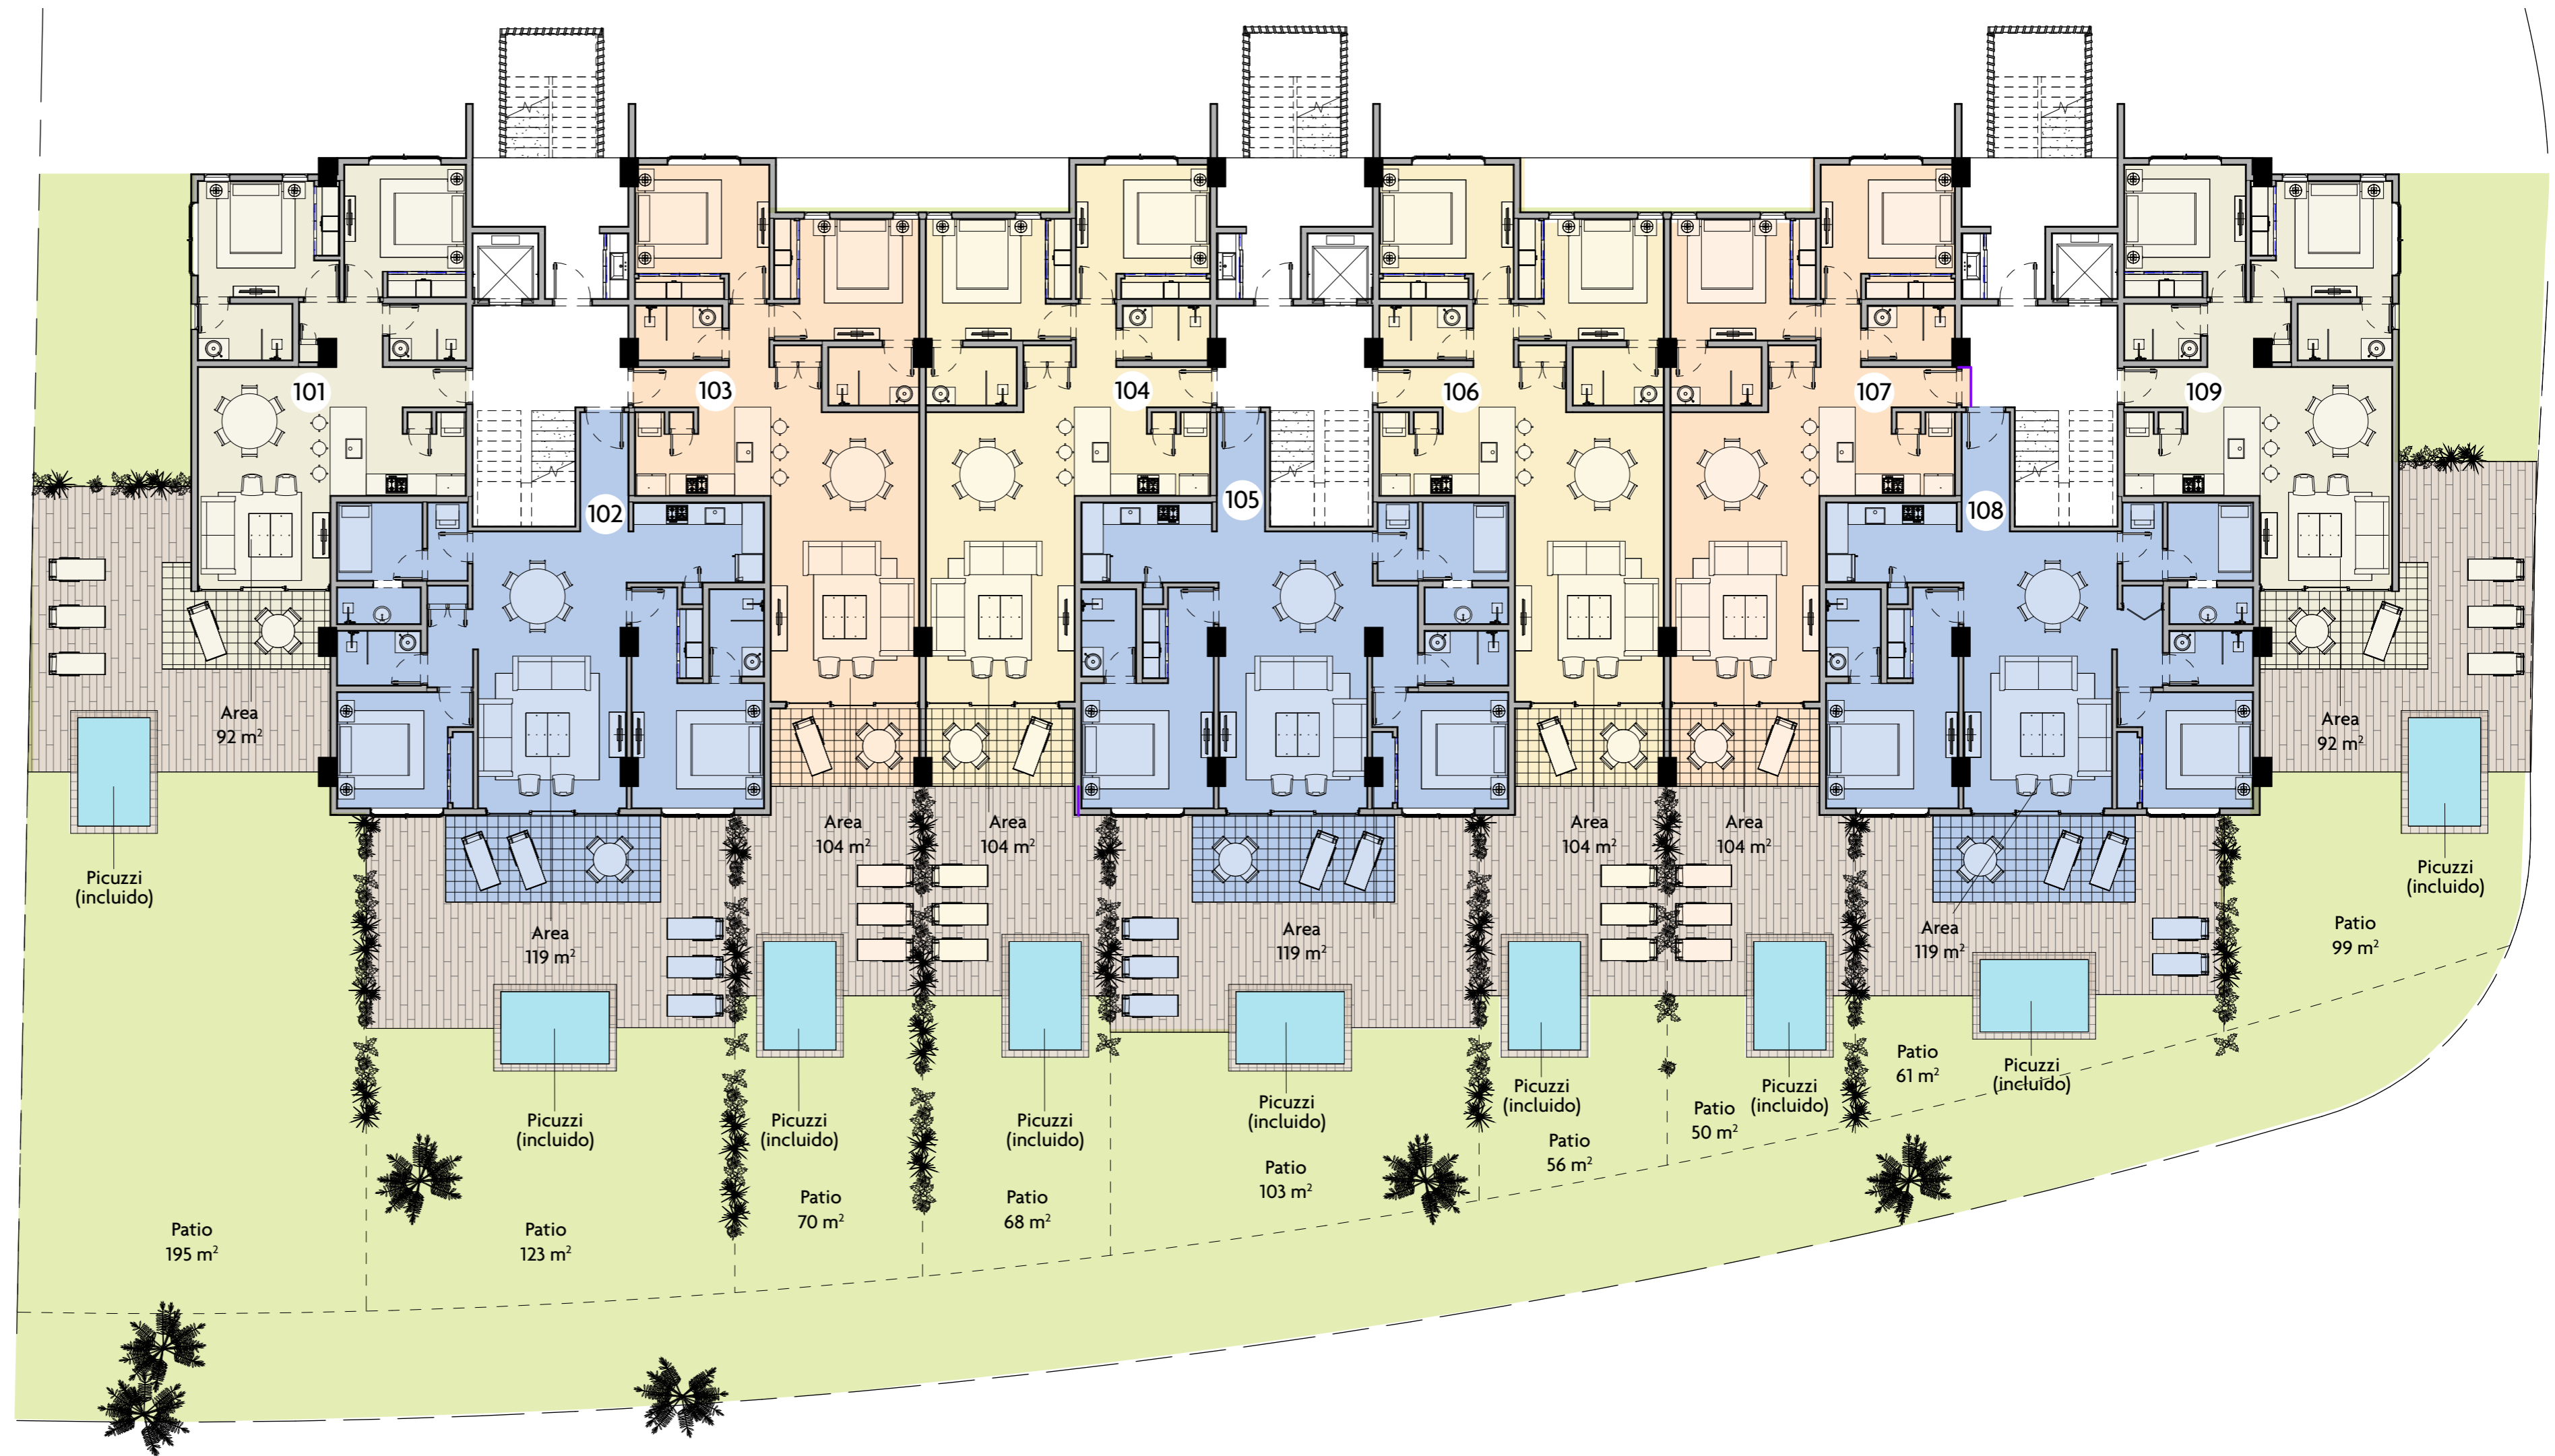 101
102
103
104
105
106
107
108
109
Area
92 m²
Area
119 m²
Area
104 m²
Area
104 m²
Area
119 m²
Area
104 m²
Area
104 m²
Area
119 m²
Area
92 m²
Picuzzi
(incluido)
Picuzzi
(incluido)
Picuzzi
(incluido)
Picuzzi
(incluido)
Picuzzi
(incluido)
Picuzzi
(incluido)
Picuzzi
(incluido)
Picuzzi
(incluido)
Picuzzi
(incluido)
Patio
195 m²
Patio
123 m²
Patio
70 m²
Patio
68 m²
Patio
103 m²
Patio
56 m²
Patio
50 m²
Patio
61 m²
Patio
99 m²